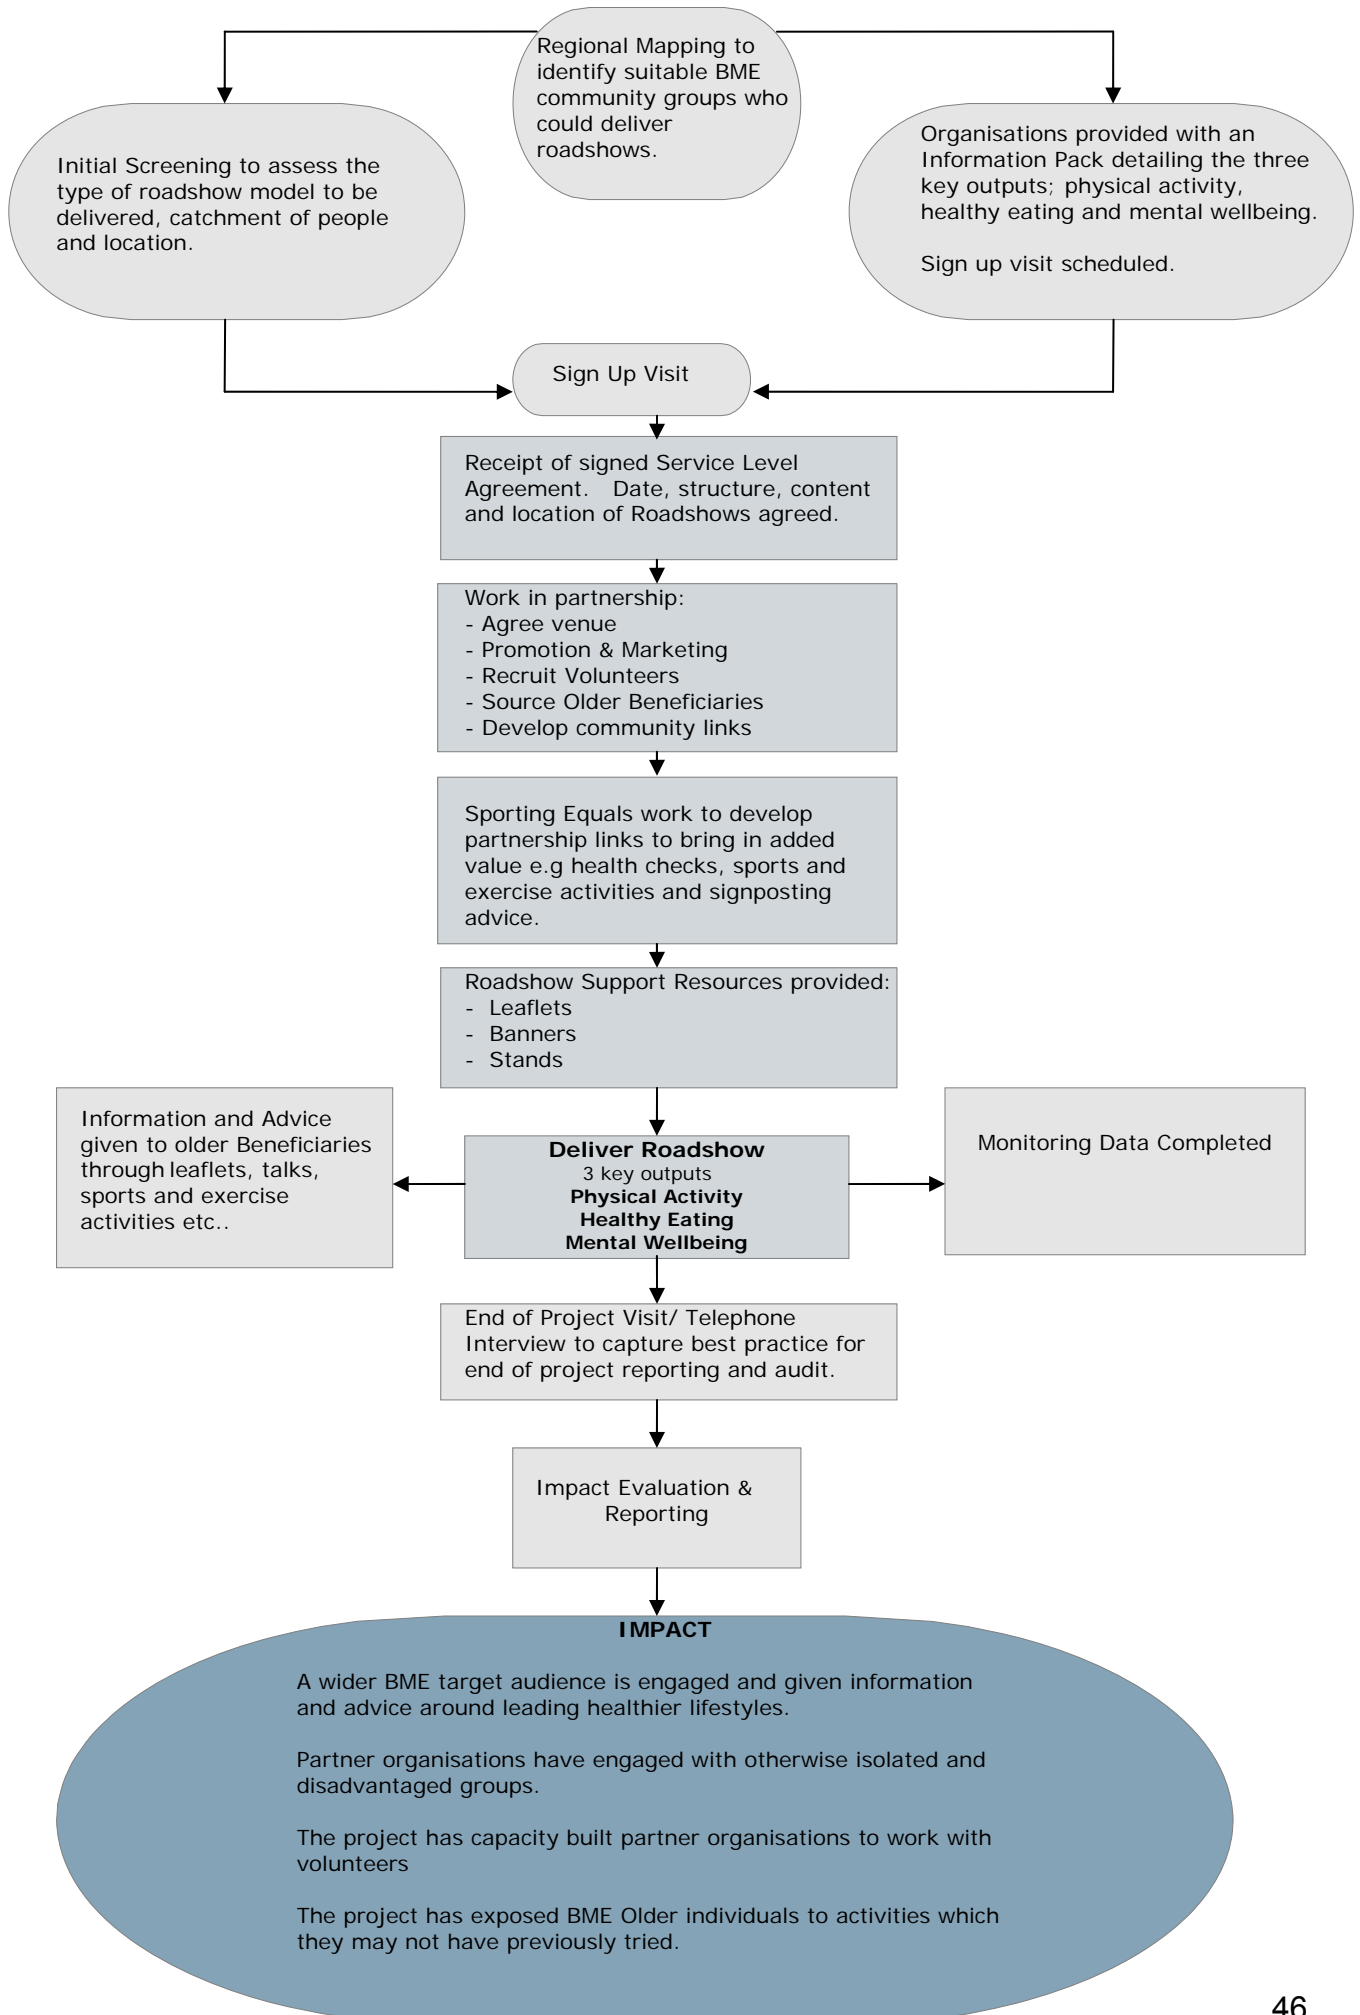 Regional Mapping to
identify suitable BME
community groups who
could deliver
roadshows.
Initial Screening to assess the
type of roadshow model to be
delivered, catchment of people
and location.
Organisations provided with an
Information Pack detailing the three
key outputs; physical activity,
healthy eating and mental wellbeing.
Sign up visit scheduled.
Sign Up Visit
Receipt of signed Service Level
Agreement.   Date, structure, content
and location of Roadshows agreed.
Work in partnership:
- Agree venue
- Promotion & Marketing
- Recruit Volunteers
- Source Older Beneficiaries
- Develop community links
Sporting Equals work to develop
partnership links to bring in added
value e.g health checks, sports and
exercise activities and signposting
advice.
Roadshow Support Resources provided:
-  Leaflets
-  Banners
-  Stands
Information and Advice
given to older Beneficiaries
through leaflets, talks,
sports and exercise
activities etc..
Deliver Roadshow
3 key outputs
Physical Activity
Healthy Eating
Mental Wellbeing
Monitoring Data Completed
End of Project Visit/ Telephone
Interview to capture best practice for
end of project reporting and audit.
Impact Evaluation &
Reporting
IMPACT
A wider BME target audience is engaged and given information
and advice around leading healthier lifestyles.
Partner organisations have engaged with otherwise isolated and
disadvantaged groups.
The project has capacity built partner organisations to work with
volunteers
The project has exposed BME Older individuals to activities which
they may not have previously tried.
46